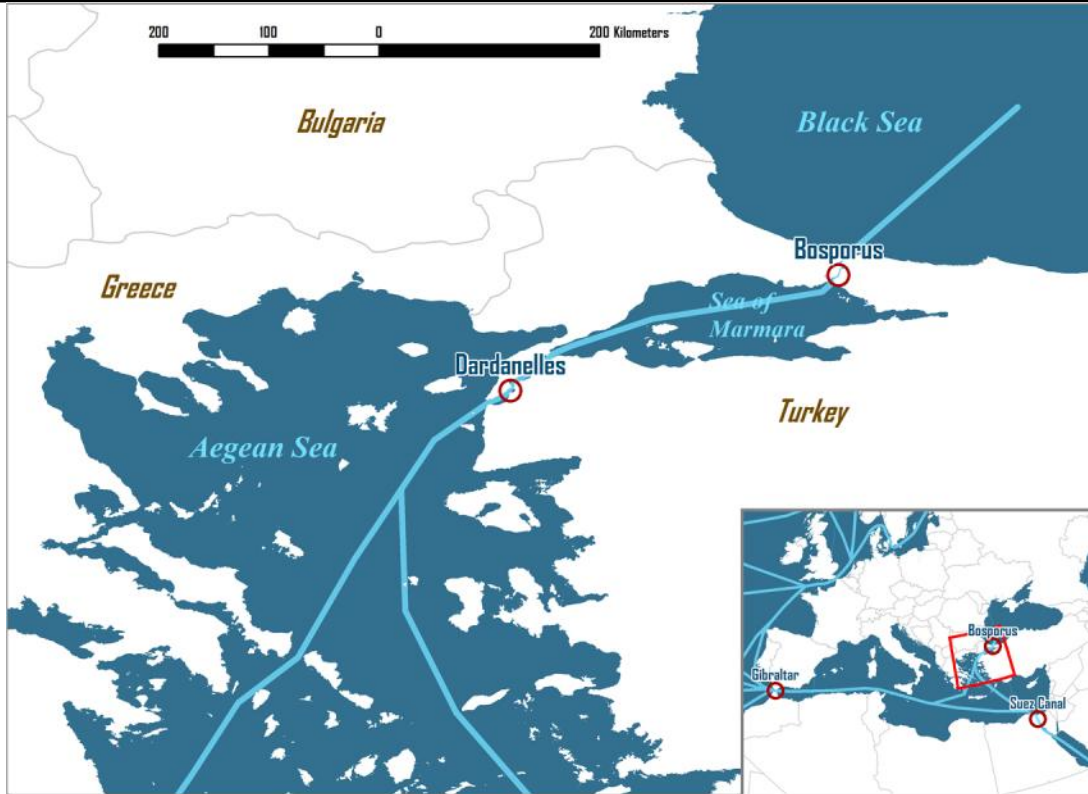 200 100 0 200 Kilometers
Bulgaria
Black Sea
Bosporus
Greece
Sea of
Marmara
Dardanelles
Turkey
Aegean Sea
Bosporus
Gibraltar
Suez Canal